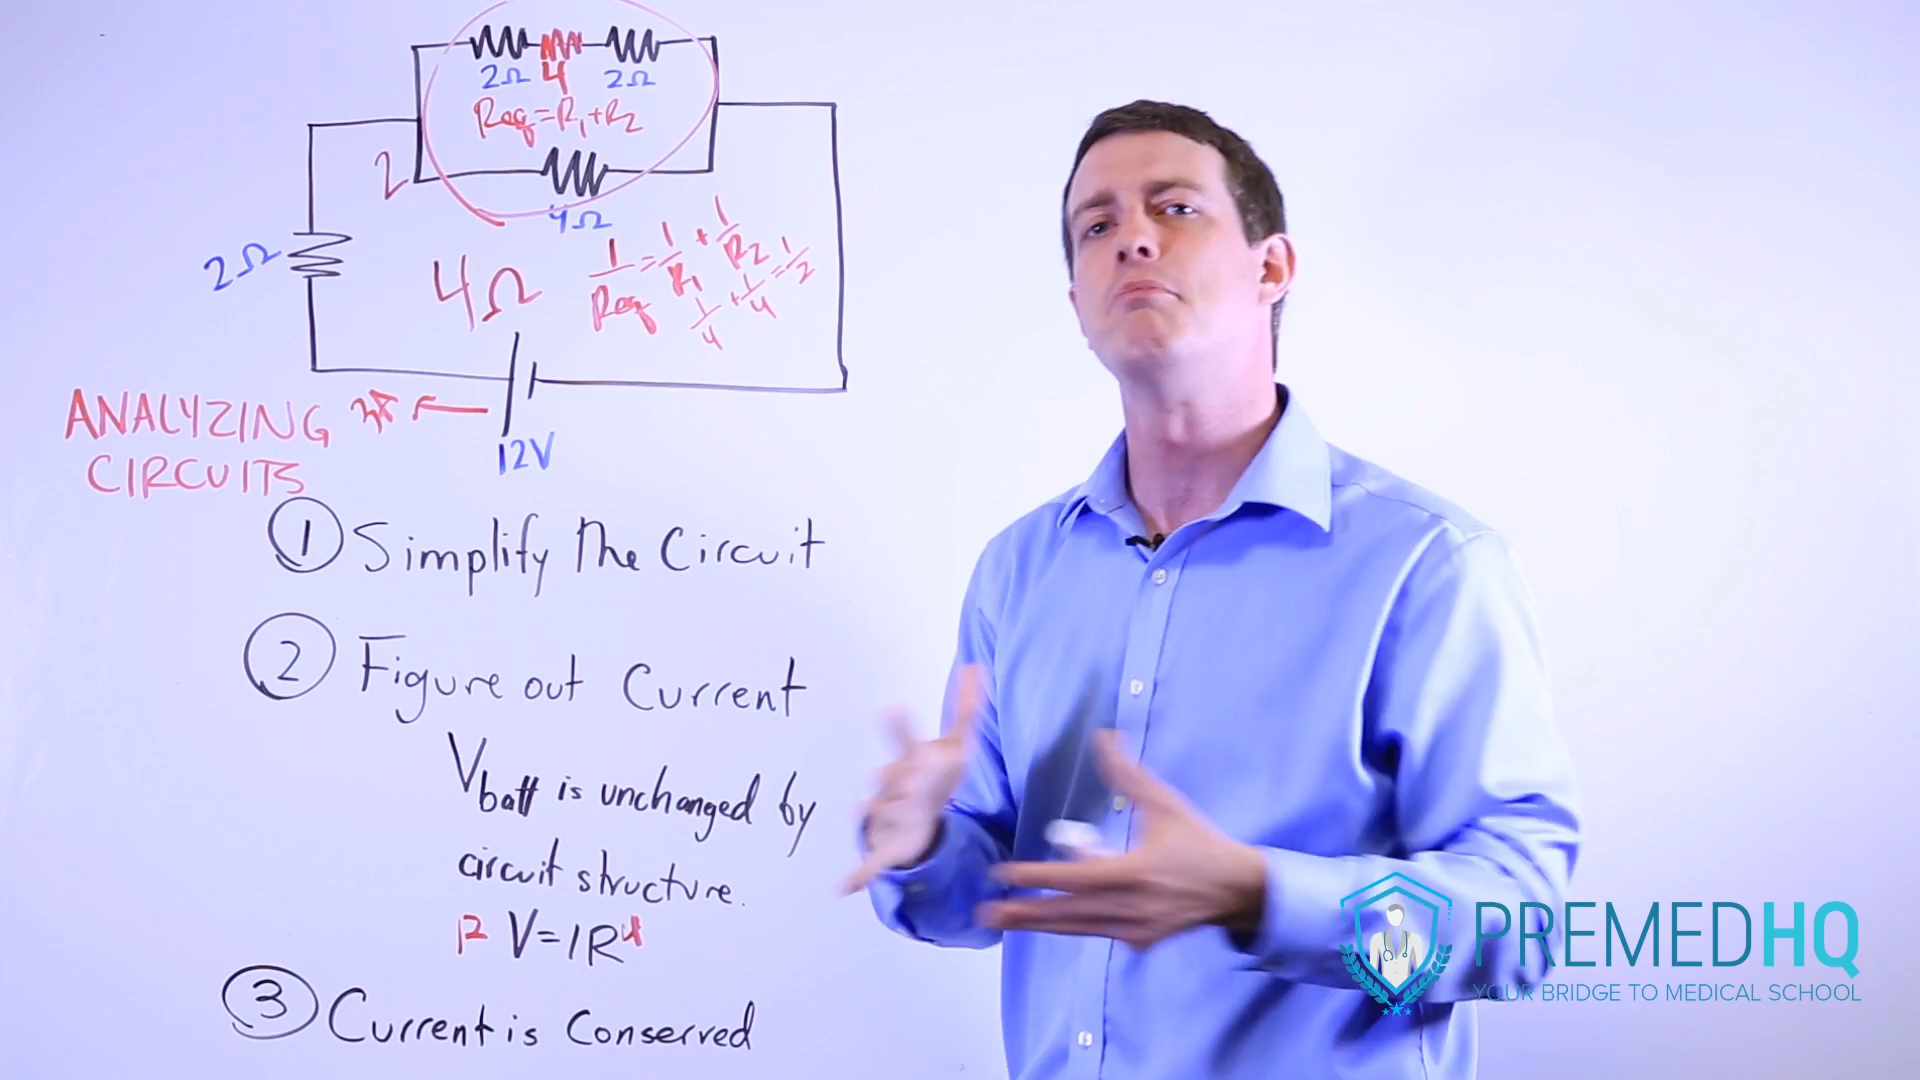 2Ω 4 2Ω
Req=R1+R2
2
4Ω
2Ω
4Ω
1/Req = 1/R1 + 1/R2
1/4 + 1/4 = 1/2
ANALYZING
CIRCUITS
12V
① Simplify The Circuit
② Figure out Current
Vbatt is unchanged by
circuit structure.
12 V=IR 4
③ Current is Conserved
PREMEDHQ
YOUR BRIDGE TO MEDICAL SCHOOL